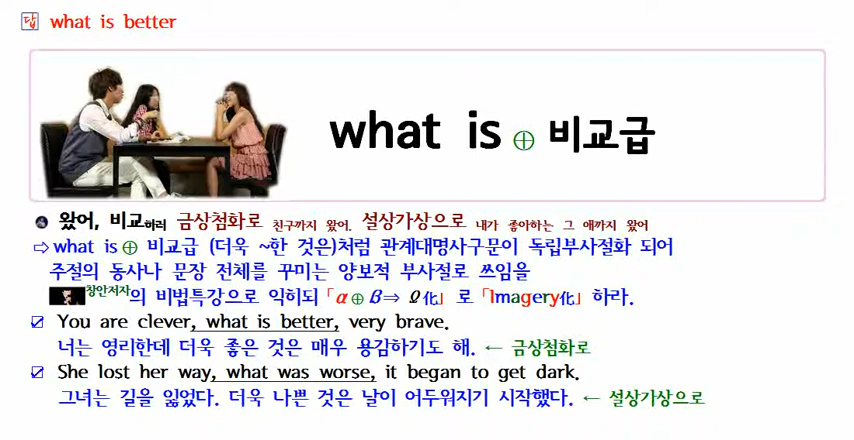 답 what is better
what is ⊕ 비교급
왔어, 비교하리 금상첨화로 친구까지 왔어. 설상가상으로 내가 좋아하는 그 애까지 왔어
⇨ what is ⊕ 비교급 (더욱 ~한 것은)처럼 관계대명사구문이 독립부사절화 되어
주절의 동사나 문장 전체를 꾸미는 양보적 부사절로 쓰임을
창안저자의 비법특강으로 익히되 「α ⊕ β ⇒ ℓ 化」 로 「Imagery化」 하라.
☑ You are clever, what is better, very brave.
너는 영리한데 더욱 좋은 것은 매우 용감하기도 해. ← 금상첨화로
☑ She lost her way, what was worse, it began to get dark.
그녀는 길을 잃었다. 더욱 나쁜 것은 날이 어두워지기 시작했다. ← 설상가상으로